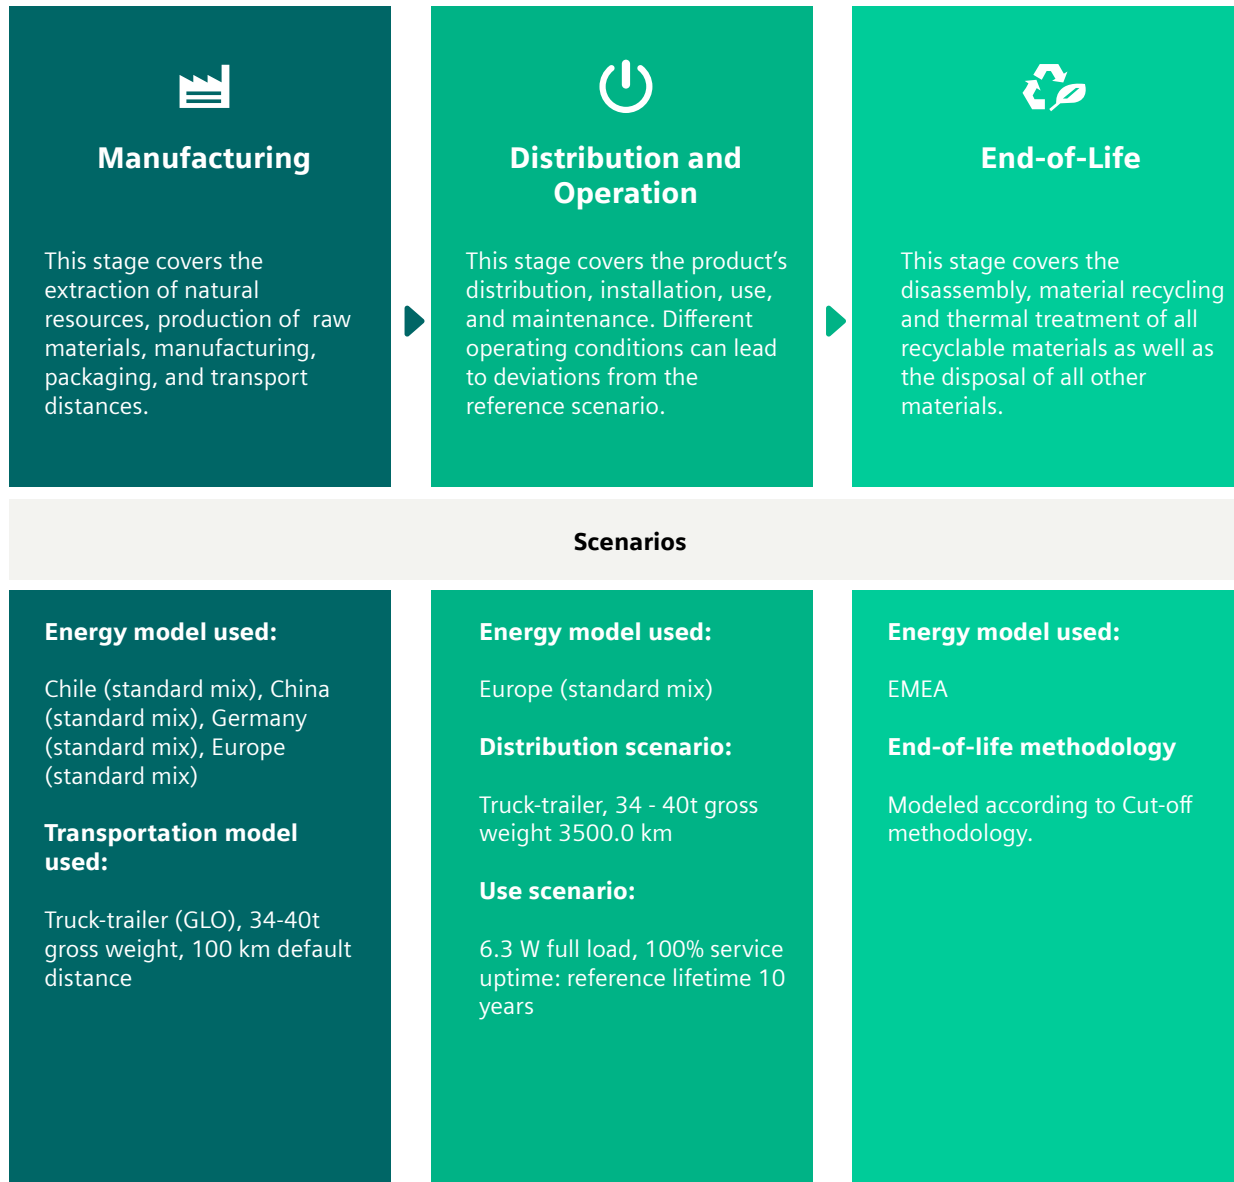 Manufacturing
This stage covers the
extraction of natural
resources, production of  raw
materials, manufacturing,
packaging, and transport
distances.
Distribution and
Operation
This stage covers the product’s
distribution, installation, use,
and maintenance. Different
operating conditions can lead
to deviations from the
reference scenario.
End-of-Life
This stage covers the
disassembly, material recycling
and thermal treatment of all
recyclable materials as well as
the disposal of all other
materials.
Scenarios
Energy model used:
Chile (standard mix), China
(standard mix), Germany
(standard mix), Europe
(standard mix)
Transportation model
used:
Truck-trailer (GLO), 34-40t
gross weight, 100 km default
distance
Energy model used:
Europe (standard mix)
Distribution scenario:
Truck-trailer, 34 - 40t gross
weight 3500.0 km
Use scenario:
6.3 W full load, 100% service
uptime: reference lifetime 10
years
Energy model used:
EMEA
End-of-life methodology
Modeled according to Cut-off
methodology.